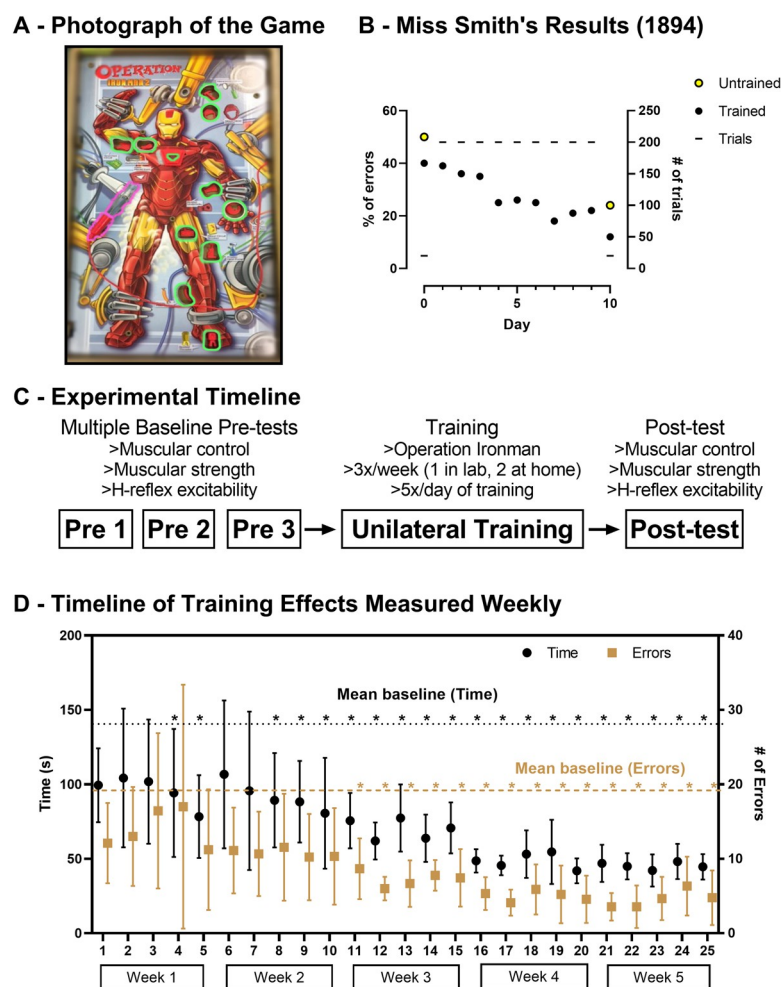 A - Photograph of the Game
B - Miss Smith's Results (1894)
OPERATION
IRON MAN 2
Untrained
Trained
Trials
60
40
20
0
% of errors
250
200
150
100
50
0
# of trials
0
5
10
Day
C - Experimental Timeline
Multiple Baseline Pre-tests
>Muscular control
>Muscular strength
>H-reflex excitability
Training
>Operation Ironman
>3x/week (1 in lab, 2 at home)
>5x/day of training
Post-test
>Muscular control
>Muscular strength
>H-reflex excitability
Pre 1
Pre 2
Pre 3
Unilateral Training
Post-test
D - Timeline of Training Effects Measured Weekly
200
150
100
50
0
Time (s)
40
30
20
10
0
# of Errors
Time
Errors
Mean baseline (Time)
* * * * * * * * * * * * * * * * * * * *
Mean baseline (Errors)
* * * * * * * * * * * * * * *
1 2 3 4 5 6 7 8 9 10 11 12 13 14 15 16 17 18 19 20 21 22 23 24 25
Week 1
Week 2
Week 3
Week 4
Week 5